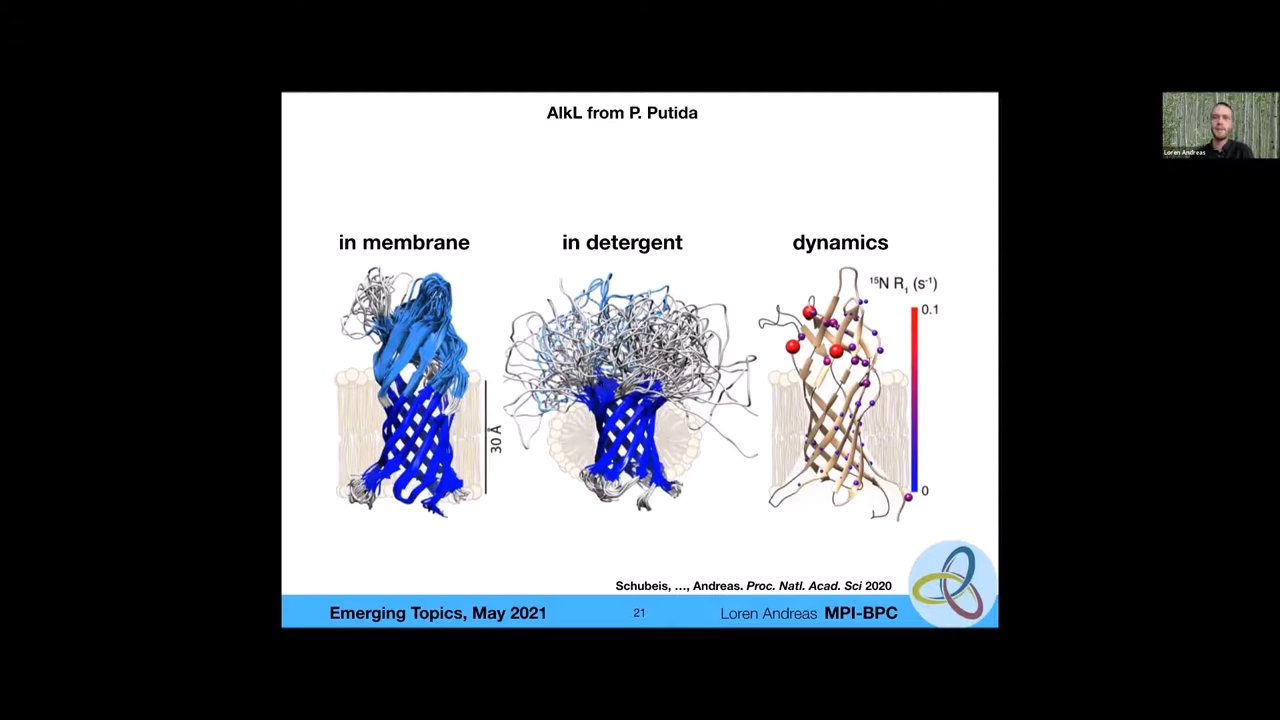 AlkL from P. Putida
in membrane
in detergent
dynamics
15N R1 (s-1)
0.1
0
30 Å
Schubeis, ..., Andreas. Proc. Natl. Acad. Sci 2020
Emerging Topics, May 2021
21
Loren Andreas MPI-BPC
Loren Andreas